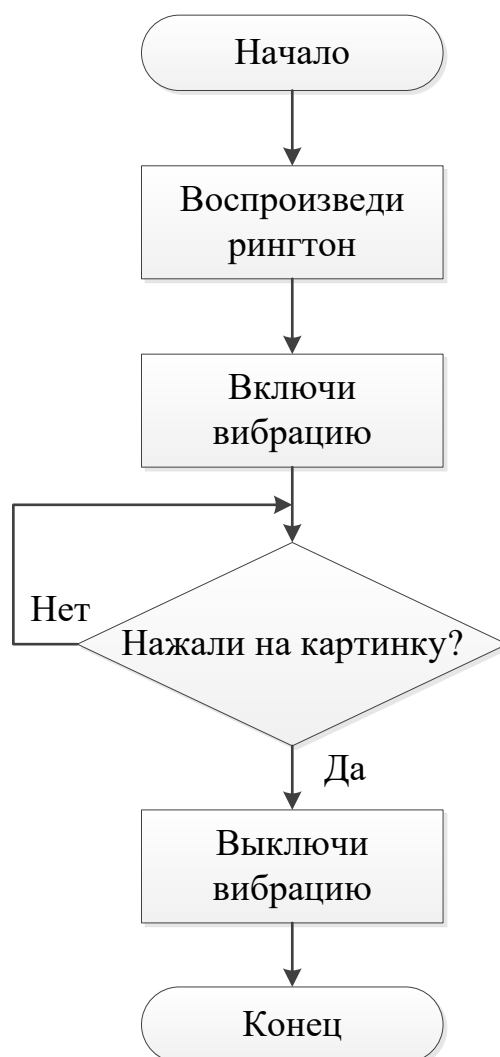 Начало
Воспроизведи
рингтон
Включи
вибрацию
Нет
Нажали на картинку?
Да
Выключи
вибрацию
Конец